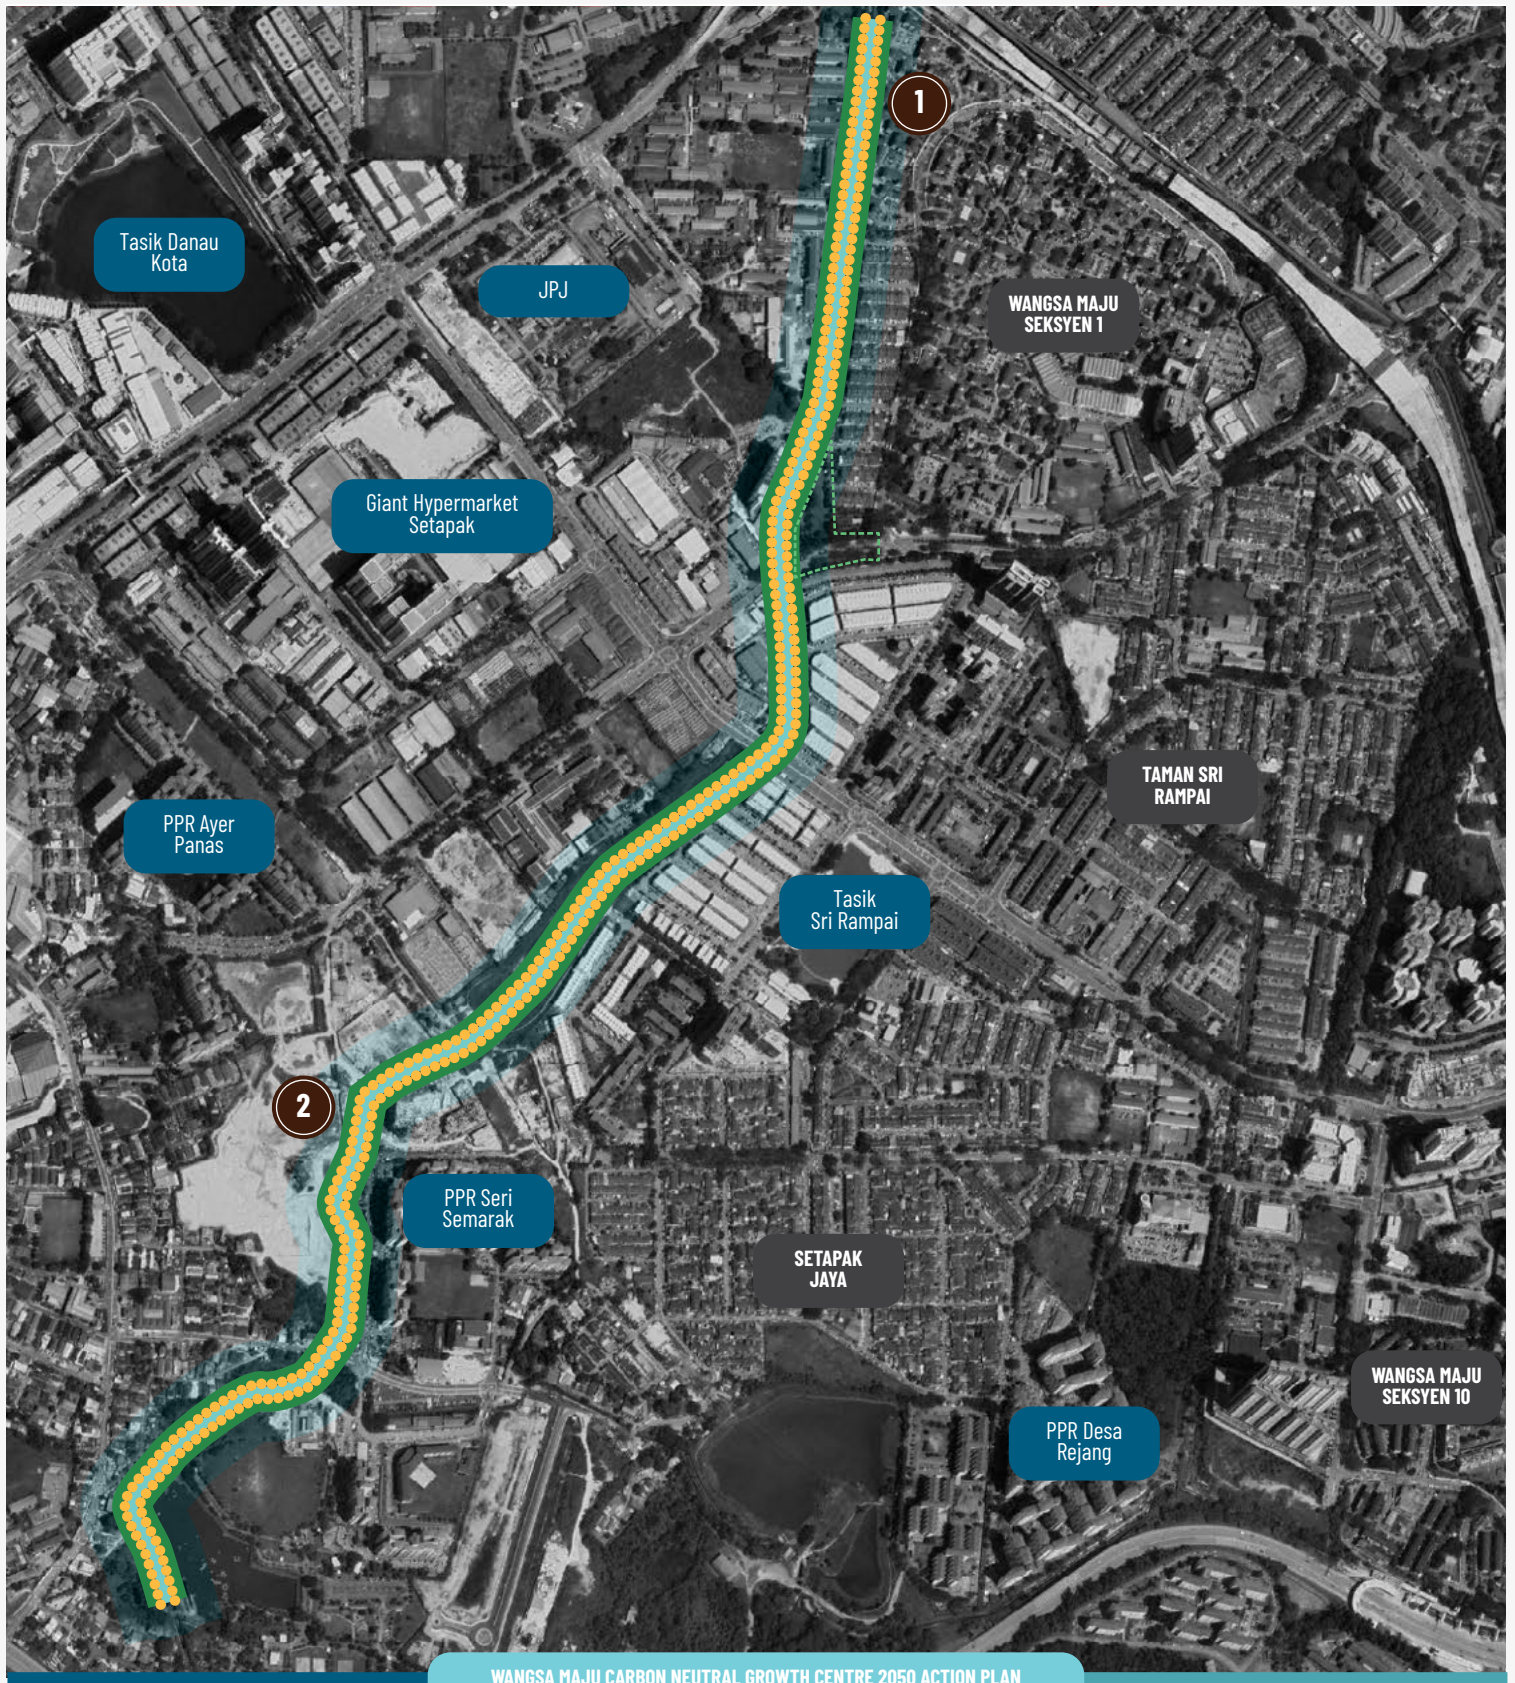 1
Tasik Danau
Kota
JPJ
WANGSA MAJU
SEKSYEN 1
Giant Hypermarket
Setapak
TAMAN SRI
RAMPAI
PPR Ayer
Panas
Tasik
Sri Rampai
2
PPR Seri
Semarak
SETAPAK
JAYA
WANGSA MAJU
SEKSYEN 10
PPR Desa
Rejang
WANGSA MAJU CARBON NEUTRAL GROWTH CENTRE 2050 ACTION PLAN